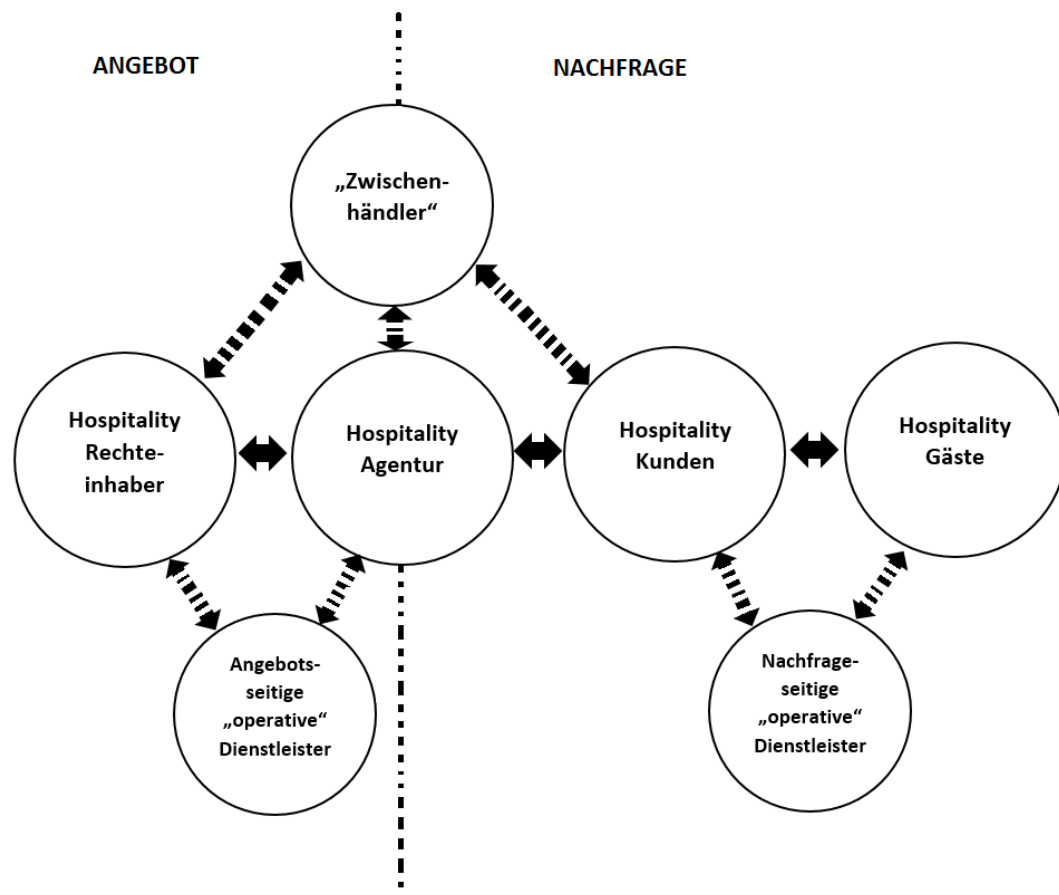 ANGEBOT
NACHFRAGE
„Zwischen-
händler“
Hospitality
Rechte-
inhaber
Hospitality
Agentur
Hospitality
Kunden
Hospitality
Gäste
Angebots-
seitige
„operative“
Dienstleister
Nachfrage-
seitige
„operative“
Dienstleister